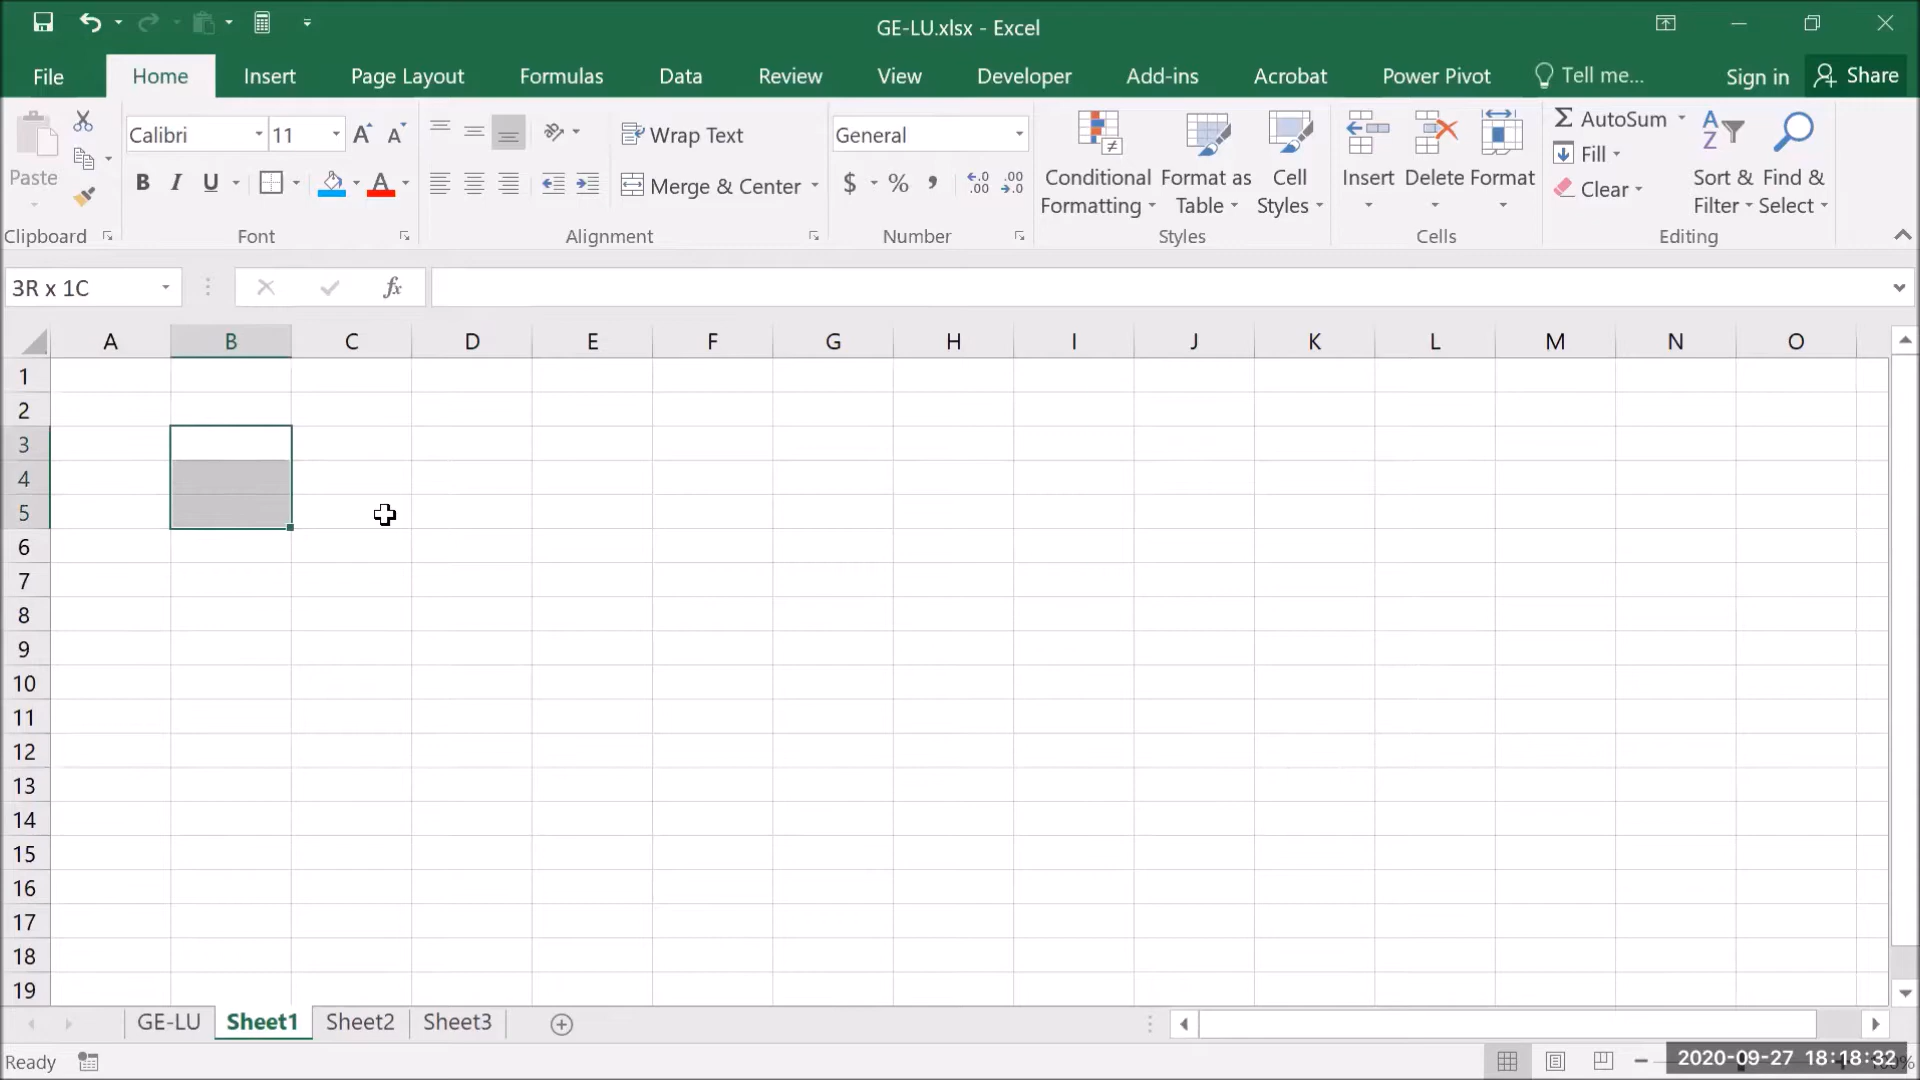 GE-LU.xlsx - Excel
File Home Insert Page Layout Formulas Data Review View Developer Add-ins Acrobat Power Pivot Tell me... Sign in Share
Paste
Clipboard
Calibri 11 A A
B I U A
Font
Wrap Text
Merge & Center
Alignment
General
$ % , .00 .00
Number
Conditional Formatting
Format as Table
Cell Styles
Styles
Insert Delete Format
Cells
Σ AutoSum
Fill
Clear
Sort & Filter
Find & Select
Editing
3R x 1C fx
A B C D E F G H I J K L M N O
1
2
3
4
5
6
7
8
9
10
11
12
13
14
15
16
17
18
19
GE-LU Sheet1 Sheet2 Sheet3
Ready
2020-09-27 18:18:32